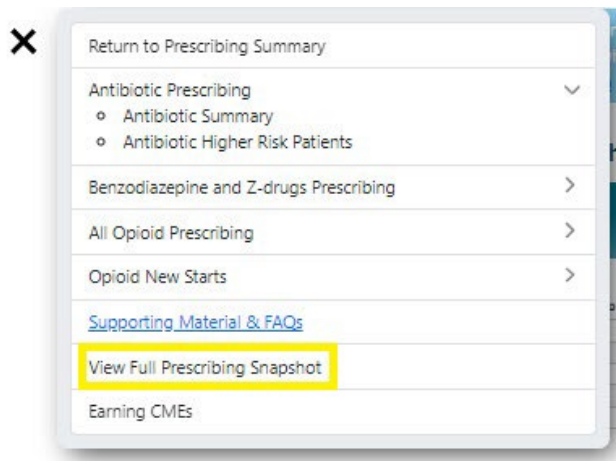 Return to Prescribing Summary
Antibiotic Prescribing
Antibiotic Summary
Antibiotic Higher Risk Patients
Benzodiazepine and Z-drugs Prescribing
All Opioid Prescribing
Opioid New Starts
Supporting Material & FAQs
View Full Prescribing Snapshot
Earning CMEs